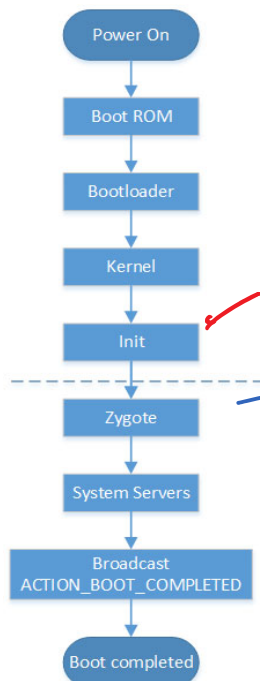 Power On
Boot ROM
Bootloader
Kernel
Init
Zygote
System Servers
Broadcast
ACTION_BOOT_COMPLETED
Boot completed